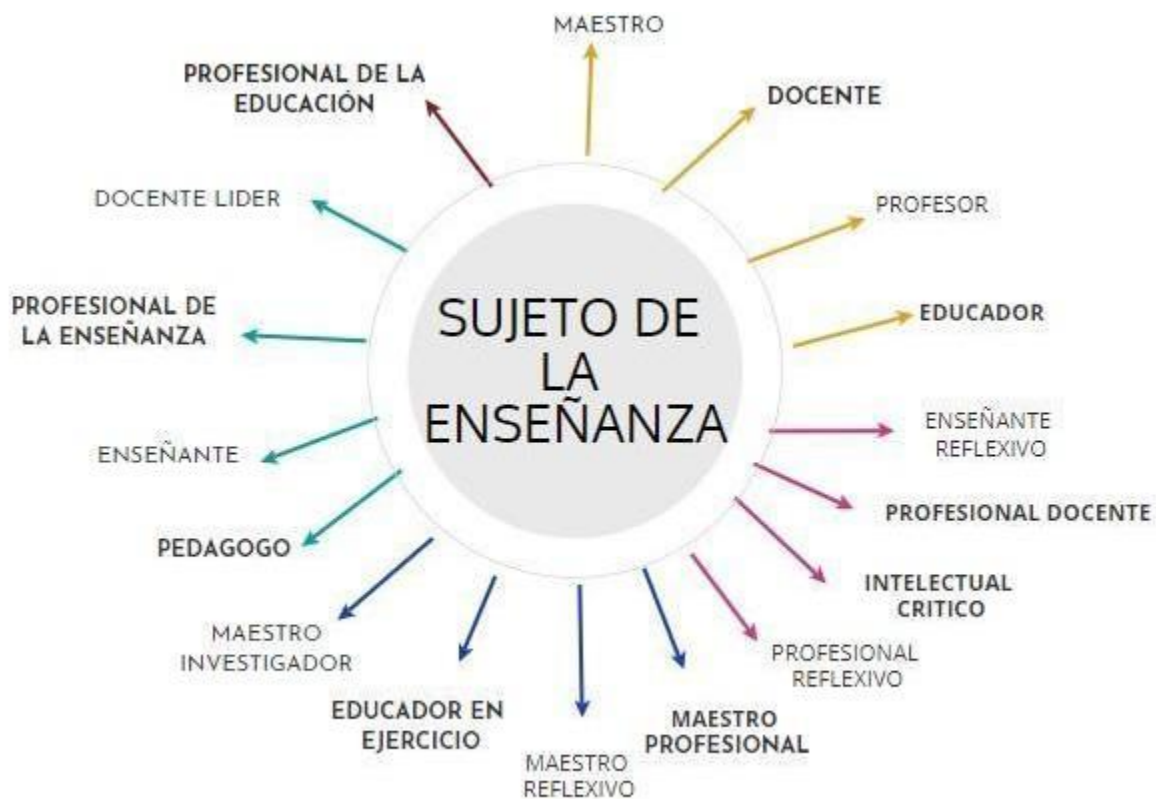 MAESTRO
DOCENTE
PROFESOR
EDUCADOR
ENSEÑANTE
REFLEXIVO
PROFESIONAL DOCENTE
INTELECTUAL
CRITICO
PROFESIONAL
REFLEXIVO
MAESTRO
PROFESIONAL
MAESTRO
REFLEXIVO
EDUCADOR EN
EJERCICIO
MAESTRO
INVESTIGADOR
PEDAGOGO
ENSEÑANTE
PROFESIONAL DE
LA ENSEÑANZA
DOCENTE LIDER
PROFESIONAL DE LA
EDUCACIÓN
SUJETO DE
LA
ENSEÑANZA